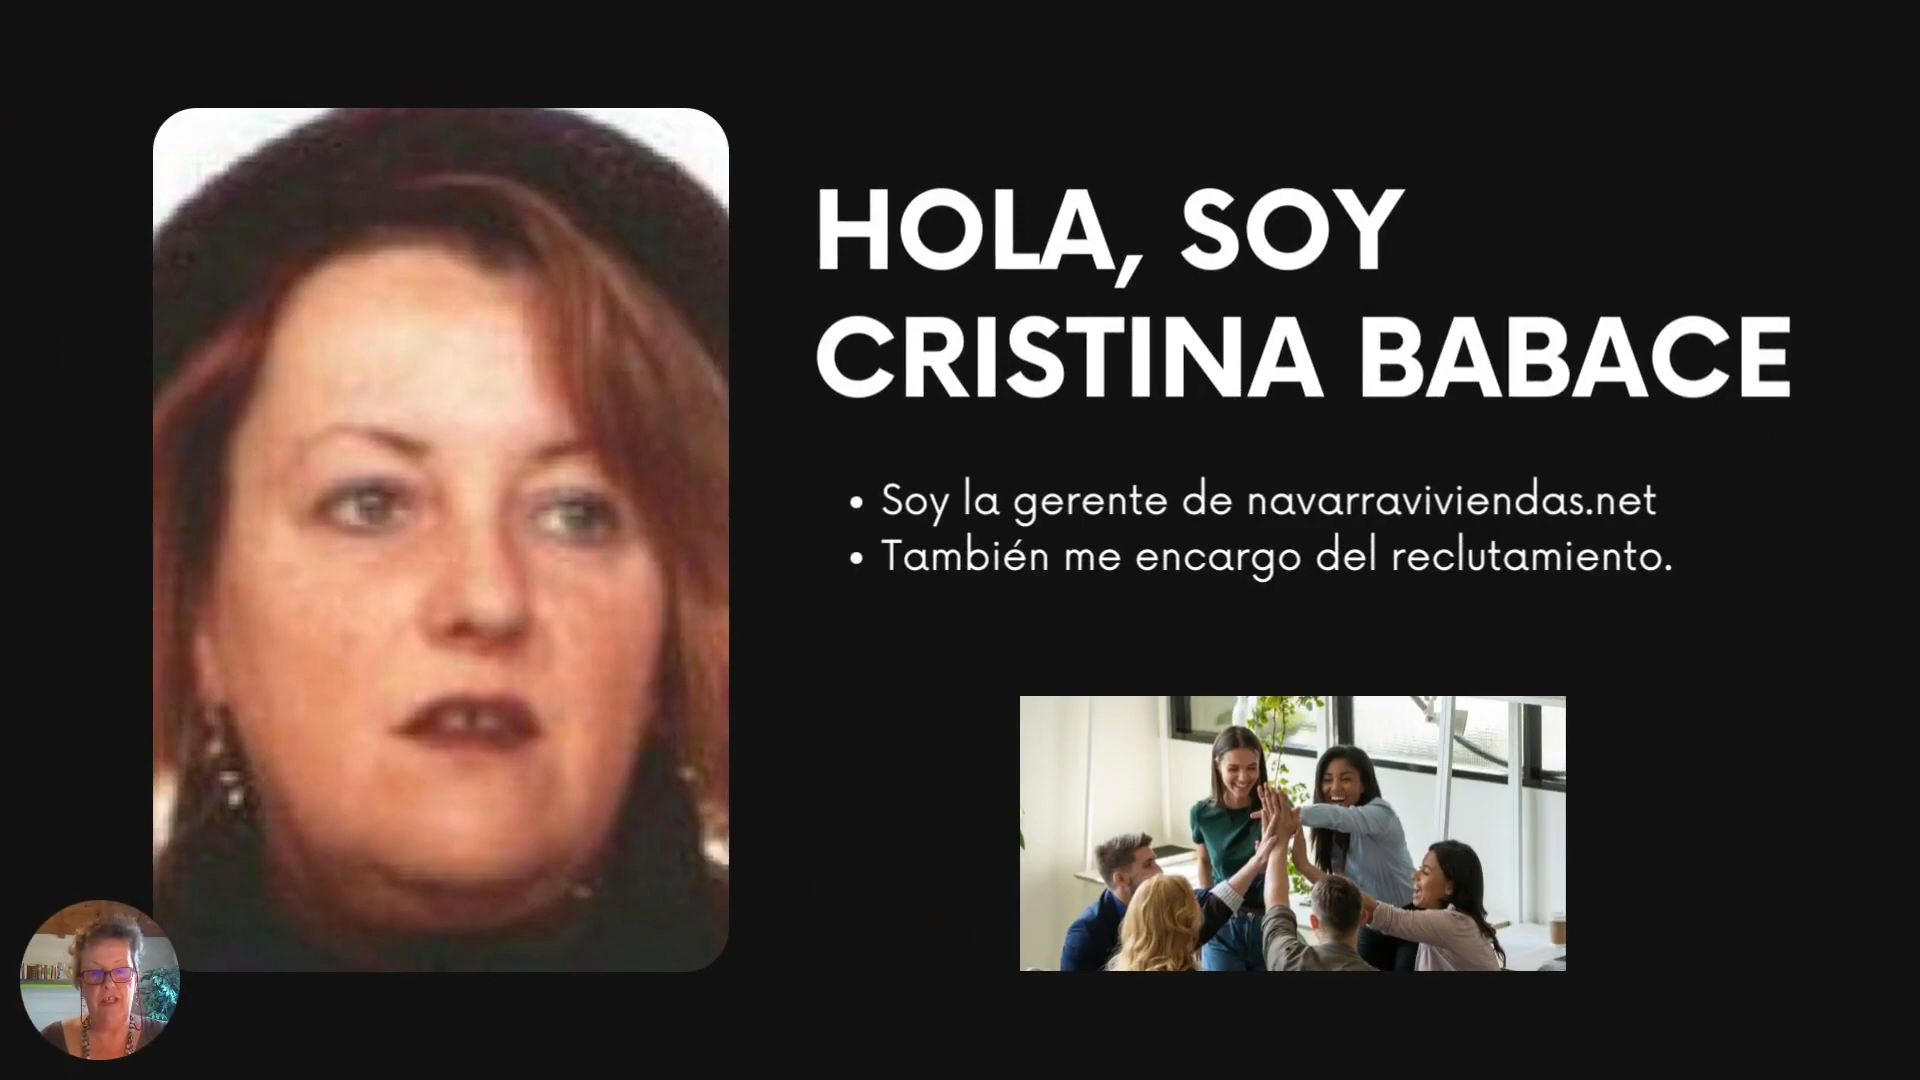 HOLA, SOY
CRISTINA BABACE
• Soy la gerente de navarraviviendas.net
• También me encargo del reclutamiento.